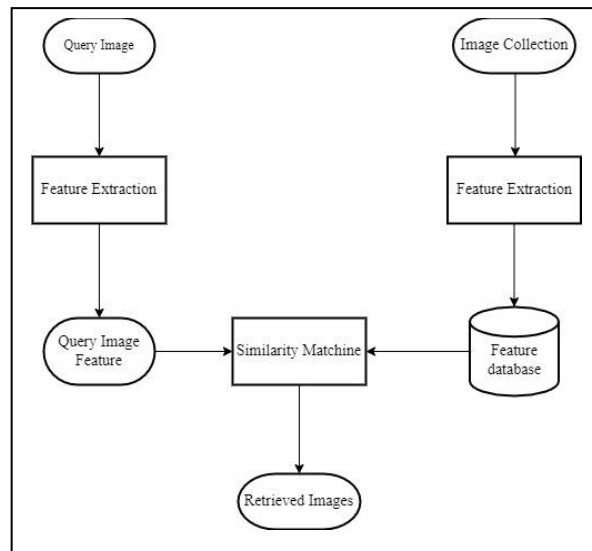 Query Image
Image Collection
Feature Extraction
Feature Extraction
Query Image
Feature
Similarity Matchine
Feature
database
Retrieved Images